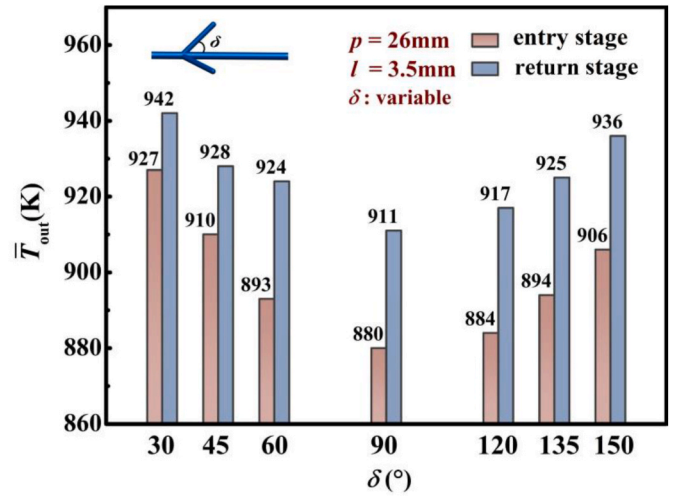 δ
p = 26mm
l = 3.5mm
δ : variable
entry stage
return stage
T̅out(K)
960
940
920
900
880
860
927
942
910
928
893
924
880
911
884
917
894
925
906
936
30 45 60 90 120 135 150
δ (°)